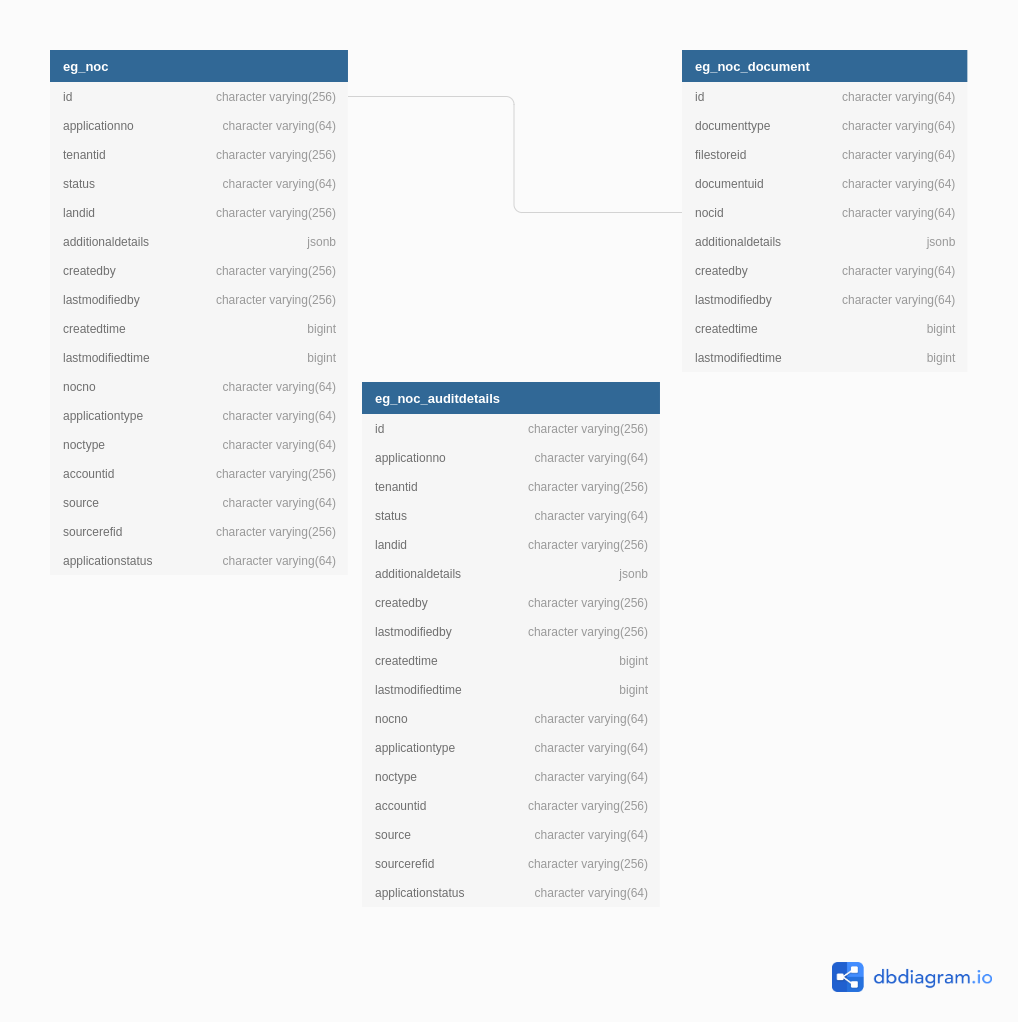 eg_noc
id character varying(256)
applicationno character varying(64)
tenantid character varying(256)
status character varying(64)
landid character varying(256)
additionaldetails jsonb
createdby character varying(256)
lastmodifiedby character varying(256)
createdtime bigint
lastmodifiedtime bigint
nocno character varying(64)
applicationtype character varying(64)
noctype character varying(64)
accountid character varying(256)
source character varying(64)
sourcerefid character varying(256)
applicationstatus character varying(64)
eg_noc_document
id character varying(64)
documenttype character varying(64)
filestoreid character varying(64)
documentuid character varying(64)
nocid character varying(64)
additionaldetails jsonb
createdby character varying(64)
lastmodifiedby character varying(64)
createdtime bigint
lastmodifiedtime bigint
eg_noc_auditdetails
id character varying(256)
applicationno character varying(64)
tenantid character varying(256)
status character varying(64)
landid character varying(256)
additionaldetails jsonb
createdby character varying(256)
lastmodifiedby character varying(256)
createdtime bigint
lastmodifiedtime bigint
nocno character varying(64)
applicationtype character varying(64)
noctype character varying(64)
accountid character varying(256)
source character varying(64)
sourcerefid character varying(256)
applicationstatus character varying(64)
dbdiagram.io